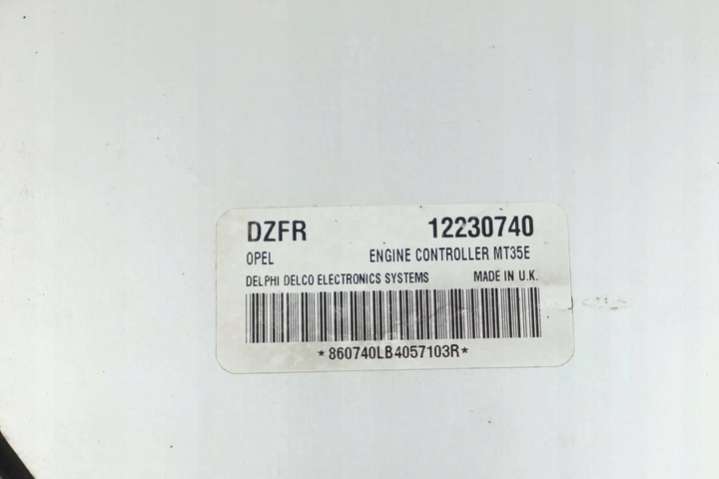 DZFR 12230740
OPEL ENGINE CONTROLLER MT35E
DELPHI DELCO ELECTRONICS SYSTEMS MADE IN U.K.
*860740LB4057103R*